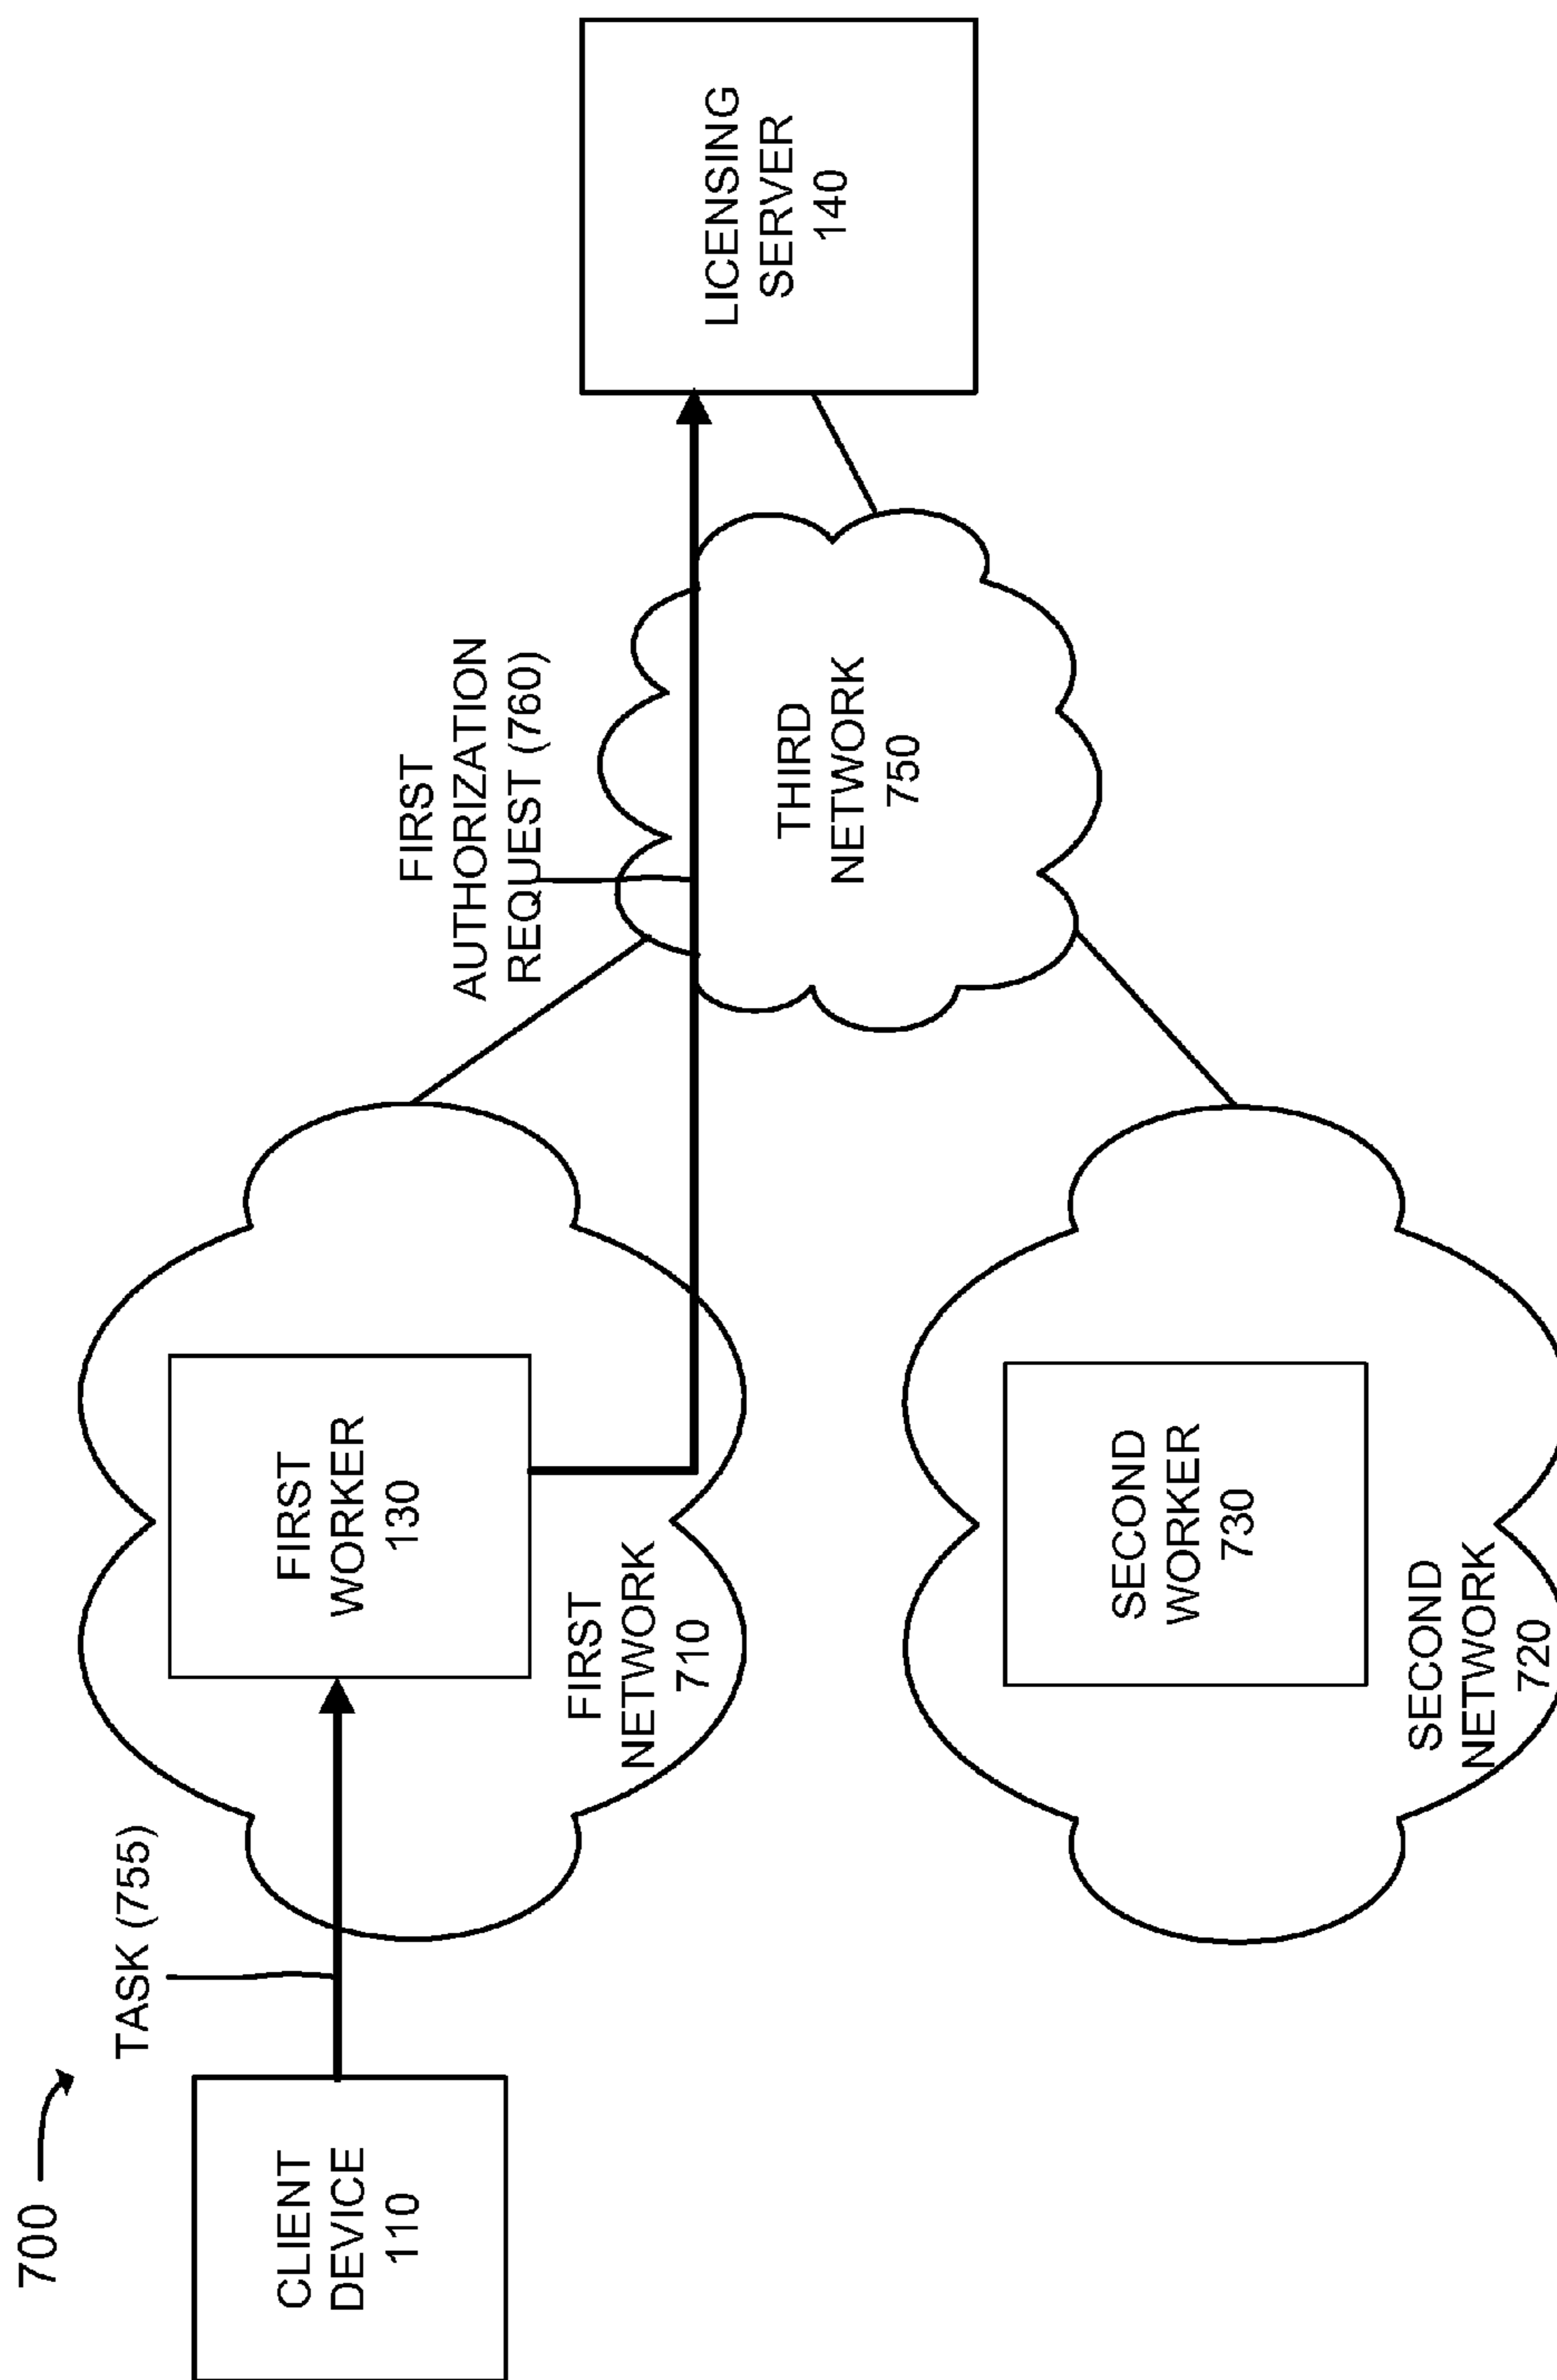 700
TASK (755)
CLIENT
DEVICE
110
FIRST
WORKER
130
FIRST
NETWORK
710
FIRST
AUTHORIZATION
REQUEST (760)
THIRD
NETWORK
750
LICENSING
SERVER
140
SECOND
WORKER
730
SECOND
NETWORK
720